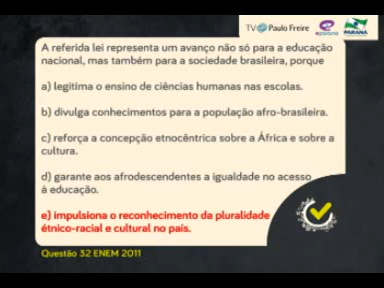 TV Paulo Freire
eparaná
PARANÁ
A referida lei representa um avanço não só para a educação
nacional, mas também para a sociedade brasileira, porque
a) legitima o ensino de ciências humanas nas escolas.
b) divulga conhecimentos para a população afro-brasileira.
c) reforça a concepção etnocêntrica sobre a África e sobre a
cultura.
d) garante aos afrodescendentes a igualdade no acesso
à educação.
e) impulsiona o reconhecimento da pluralidade
étnico-racial e cultural no país.
Questão 32 ENEM 2011